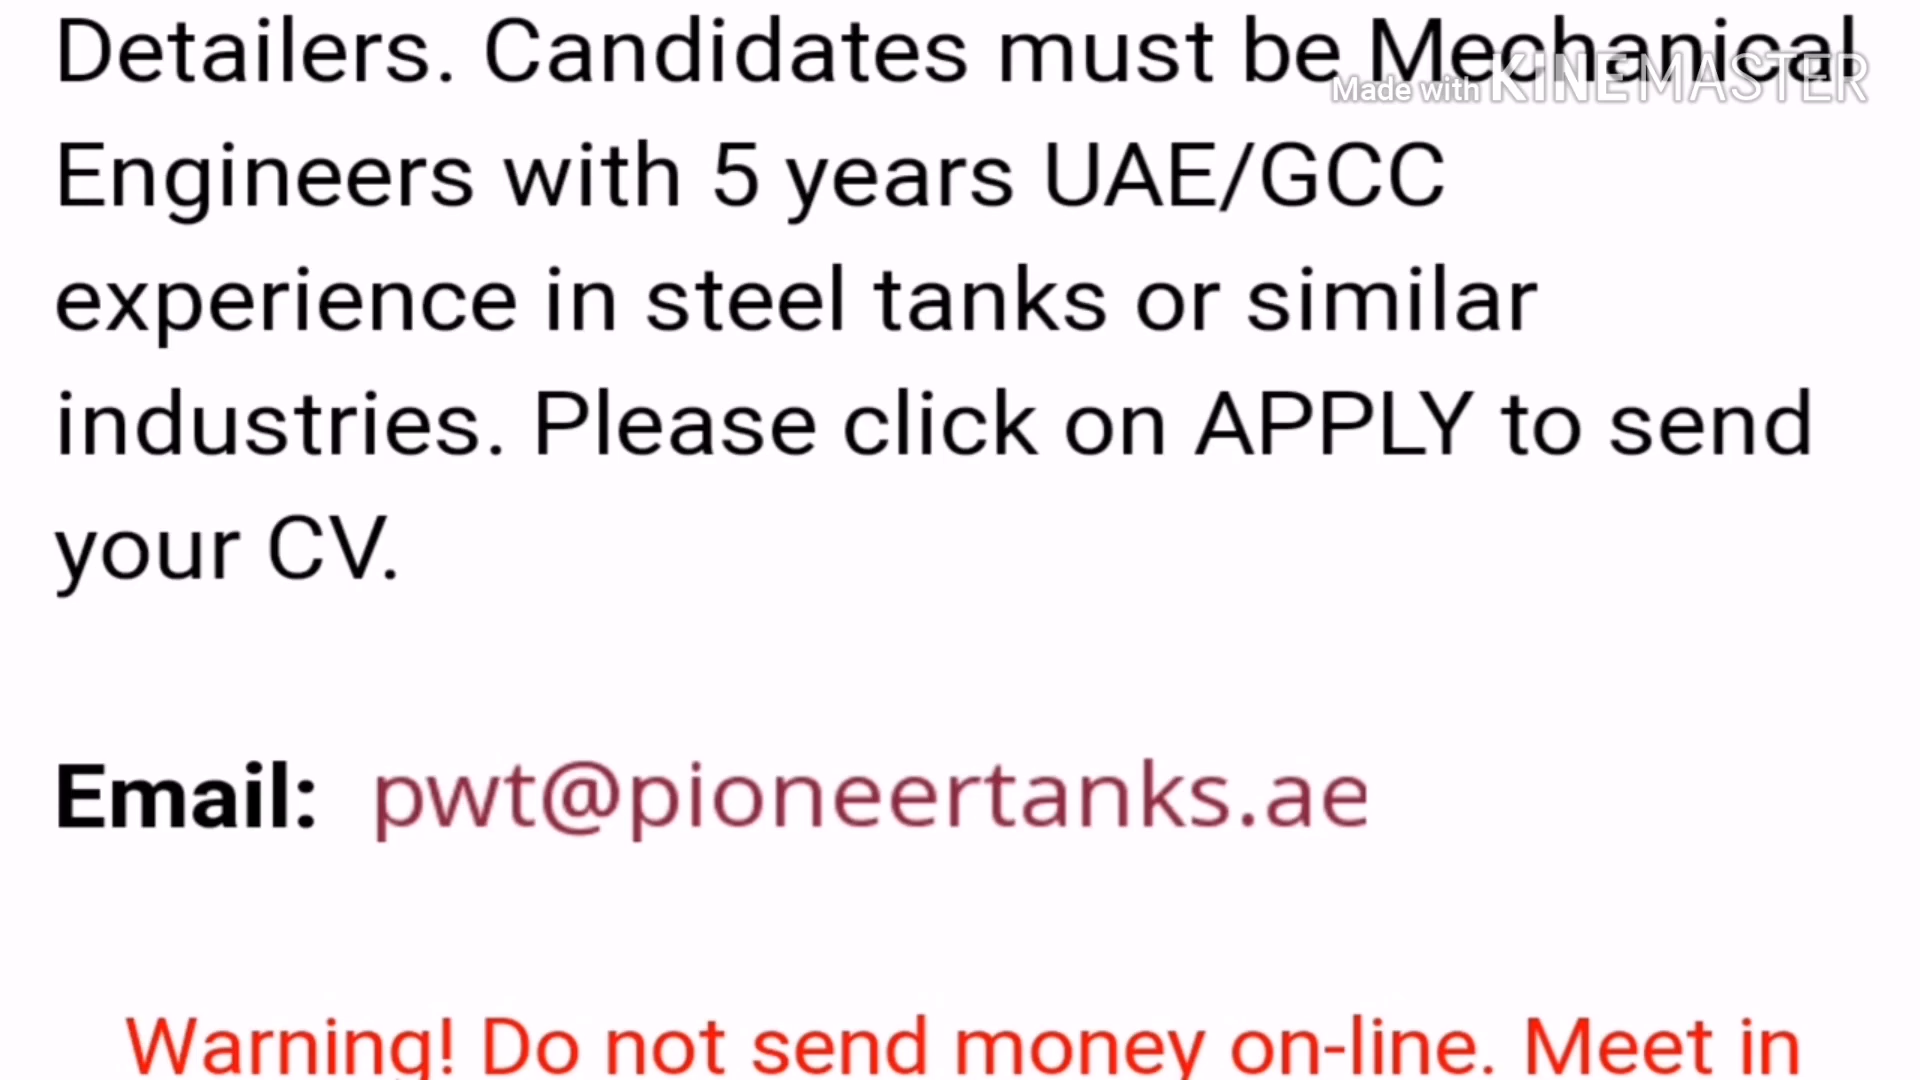 Detailers. Candidates must be Mechanical
Made with KINEMASTER
Engineers with 5 years UAE/GCC
experience in steel tanks or similar
industries. Please click on APPLY to send
your CV.
Email: pwt@pioneertanks.ae
Warning! Do not send money on-line. Meet in